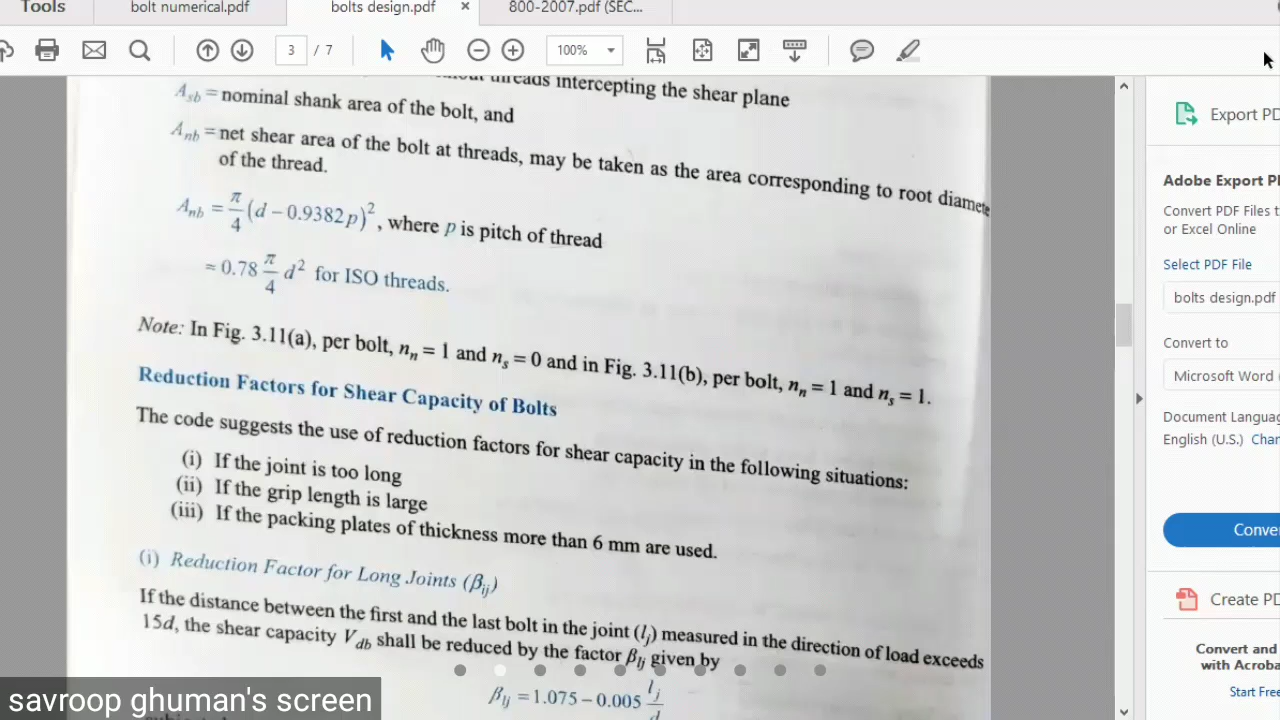 Tools
bolt numerical.pdf
bolts design.pdf
×
800-2007.pdf (SEC...
3 / 7
100%
threads intercepting the shear plane
A_sb = nominal shank area of the bolt, and
A_nb = net shear area of the bolt at threads, may be taken as the area corresponding to root diamete
of the thread.
A_nb = π/4 (d – 0.9382p)², where p is pitch of thread
= 0.78 π/4 d² for ISO threads.
Note: In Fig. 3.11(a), per bolt, n_n = 1 and n_s = 0 and in Fig. 3.11(b), per bolt, n_n = 1 and n_s = 1.
Reduction Factors for Shear Capacity of Bolts
The code suggests the use of reduction factors for shear capacity in the following situations:
(i) If the joint is too long
(ii) If the grip length is large
(iii) If the packing plates of thickness more than 6 mm are used.
(i) Reduction Factor for Long Joints (β_ij)
If the distance between the first and the last bolt in the joint (l_j) measured in the direction of load exceeds
15d, the shear capacity V_db shall be reduced by the factor β_lj given by
β_lj = 1.075 – 0.005 l_j/d
Export PD
Adobe Export P
Convert PDF Files t
or Excel Online
Select PDF File
bolts design.pdf
Convert to
Microsoft Word (
Document Languag
English (U.S.) Chan
Conve
Create PD
Convert and
with Acroba
Start Free
savroop ghuman's screen